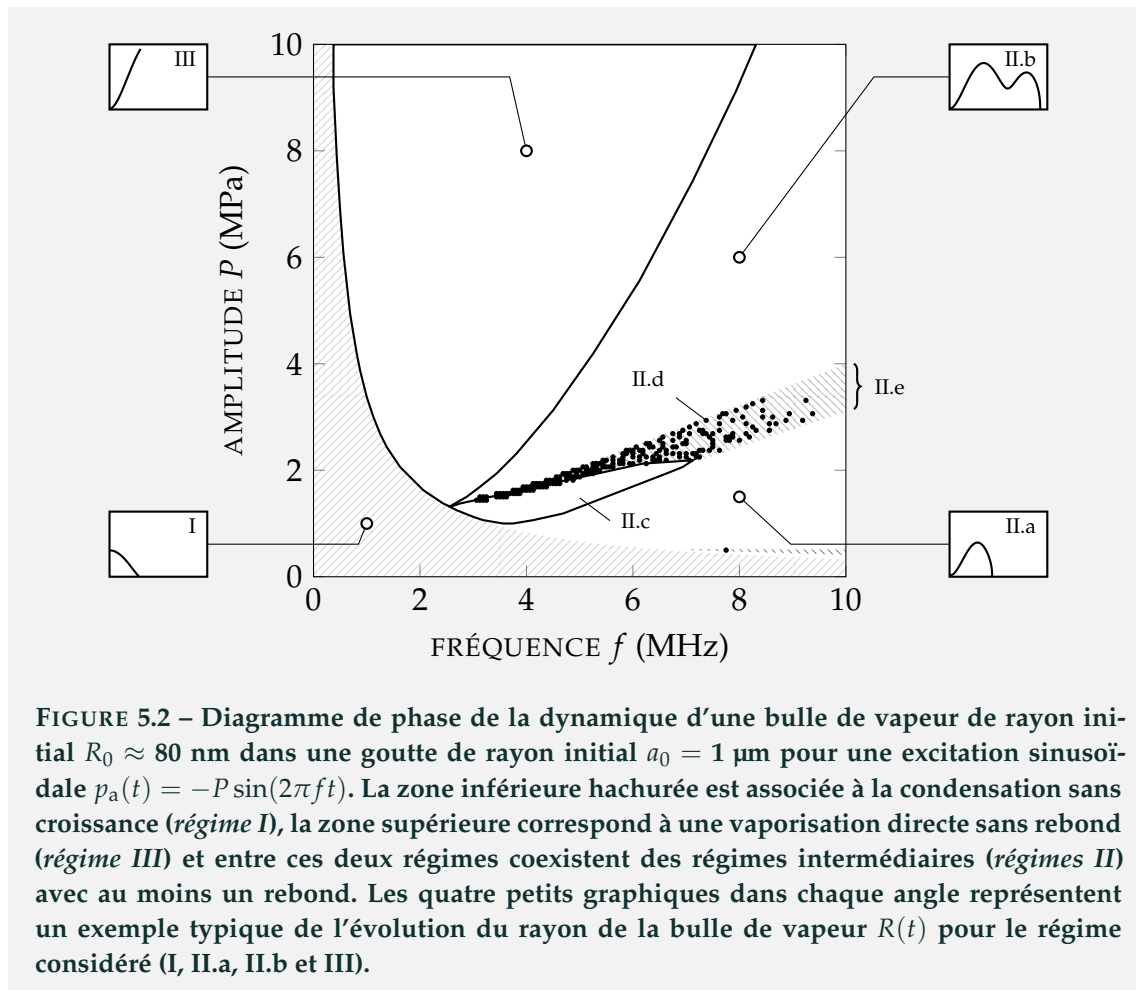 III
II.b
10
8
6
4
2
0
AMPLITUDE P (MPa)
II.d
II.e
II.c
I
II.a
0 2 4 6 8 10
FRÉQUENCE f (MHz)
FIGURE 5.2 – Diagramme de phase de la dynamique d'une bulle de vapeur de rayon ini-
tial R₀ ≈ 80 nm dans une goutte de rayon initial a₀ = 1 µm pour une excitation sinusoï-
dale pₐ(t) = −P sin(2πft). La zone inférieure hachurée est associée à la condensation sans
croissance (régime I), la zone supérieure correspond à une vaporisation directe sans rebond
(régime III) et entre ces deux régimes coexistent des régimes intermédiaires (régimes II)
avec au moins un rebond. Les quatre petits graphiques dans chaque angle représentent
un exemple typique de l'évolution du rayon de la bulle de vapeur R(t) pour le régime
considéré (I, II.a, II.b et III).